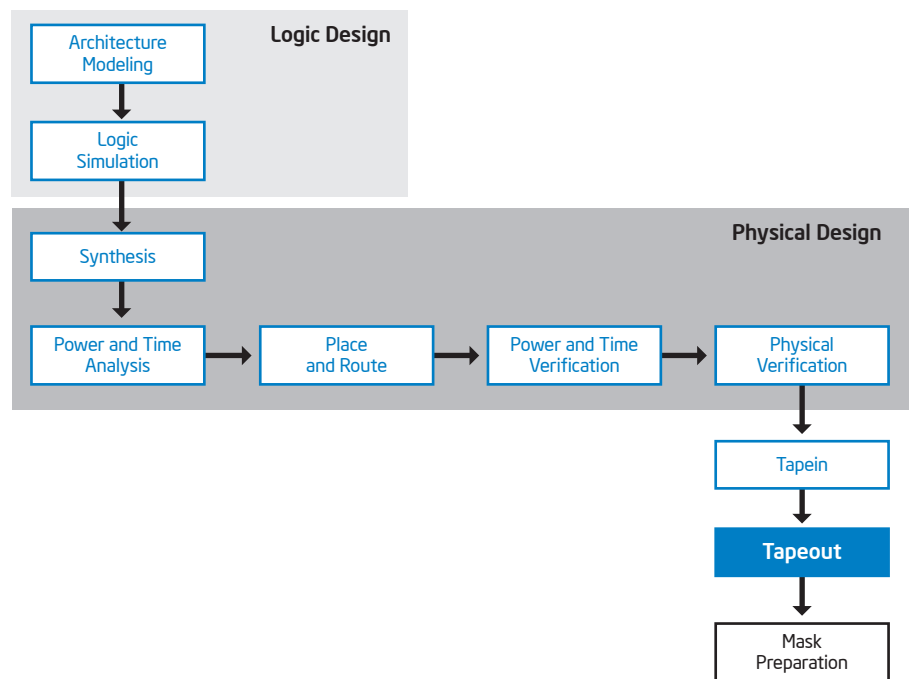 Logic Design
Architecture
Modeling
Logic
Simulation
Physical Design
Synthesis
Power and Time
Analysis
Place
and Route
Power and Time
Verification
Physical
Verification
Tapein
Tapeout
Mask
Preparation